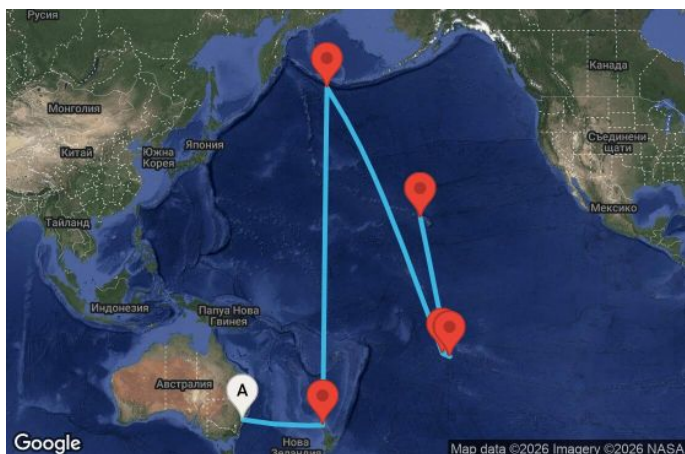 Русия
Канада
Монголия
Съединени
щати
Китай
Южна
Корея
Япония
Мексико
Тайланд
Индонезия
Папуа Нова
Гвинея
Австралия
A
Нова
Зеландия
Google
Map data ©2026 Imagery ©2026 NASA